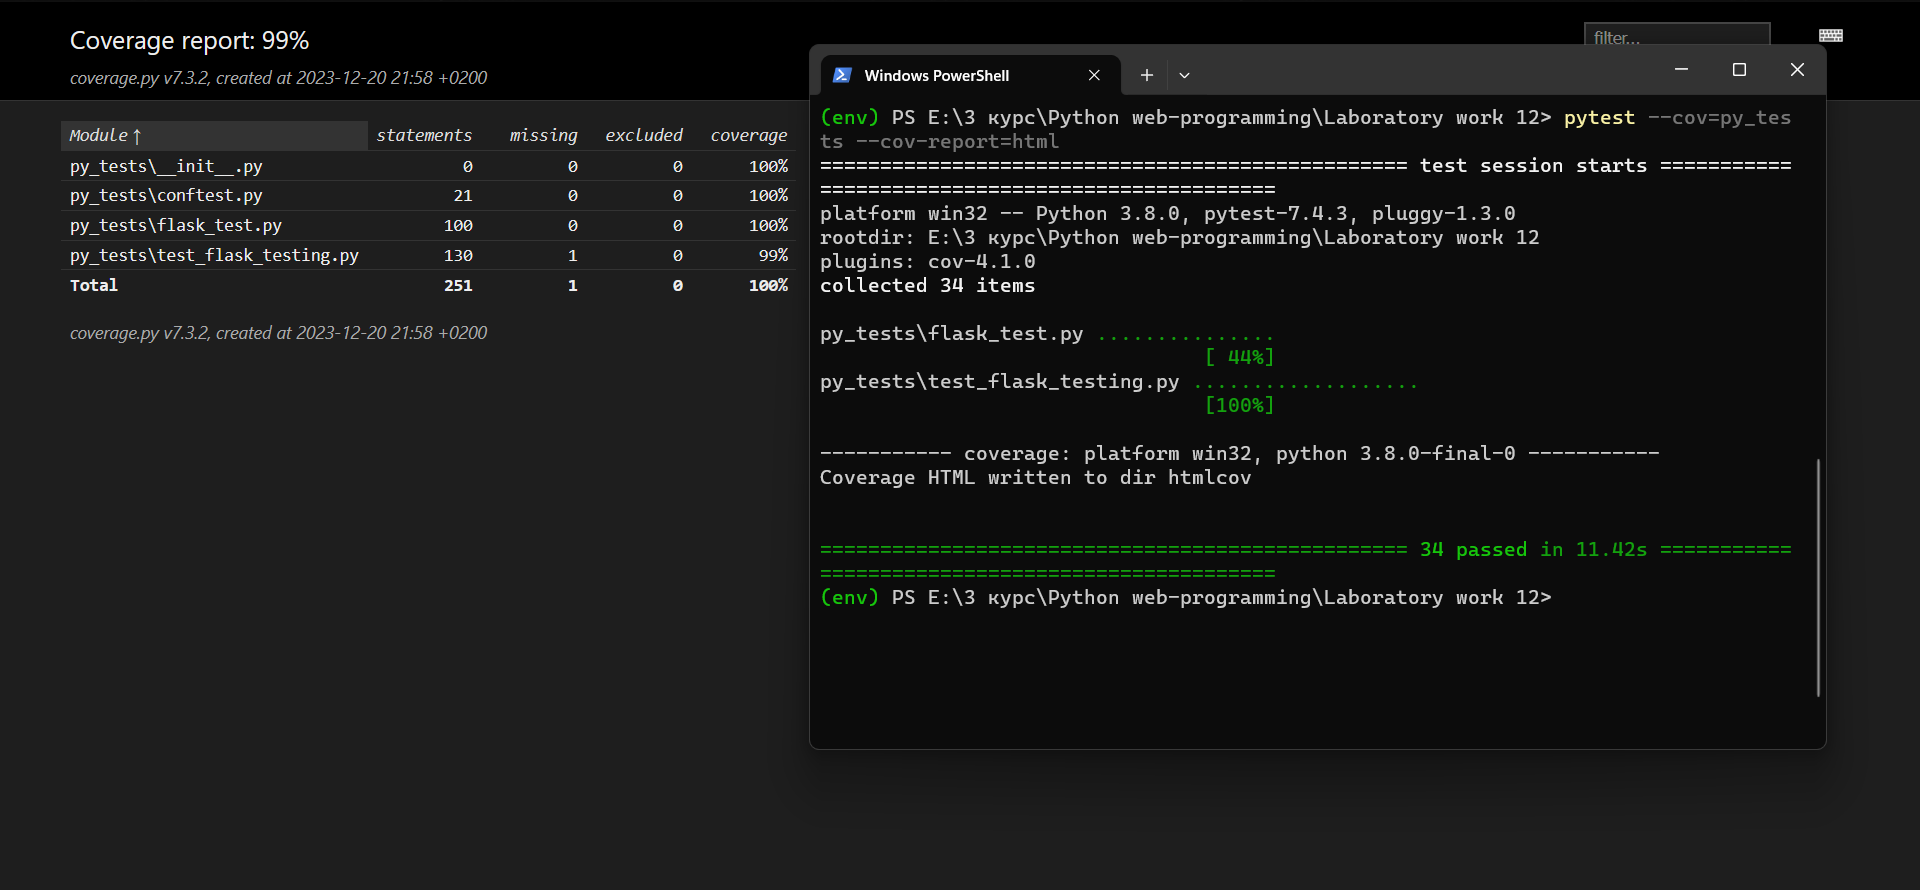 Coverage report: 99%
filter...
coverage.py v7.3.2, created at 2023-12-20 21:58 +0200
Module ↑ statements missing excluded coverage
py_tests\__init__.py 0 0 0 100%
py_tests\conftest.py 21 0 0 100%
py_tests\flask_test.py 100 0 0 100%
py_tests\test_flask_testing.py 130 1 0 99%
Total 251 1 0 100%
coverage.py v7.3.2, created at 2023-12-20 21:58 +0200
Windows PowerShell
(env) PS E:\3 курс\Python web-programming\Laboratory work 12> pytest --cov=py_tes
ts --cov-report=html
================================================= test session starts ===========
======================================
platform win32 -- Python 3.8.0, pytest-7.4.3, pluggy-1.3.0
rootdir: E:\3 курс\Python web-programming\Laboratory work 12
plugins: cov-4.1.0
collected 34 items
py_tests\flask_test.py ...............
[ 44%]
py_tests\test_flask_testing.py ...................
[100%]
----------- coverage: platform win32, python 3.8.0-final-0 -----------
Coverage HTML written to dir htmlcov
================================================= 34 passed in 11.42s ===========
======================================
(env) PS E:\3 курс\Python web-programming\Laboratory work 12>